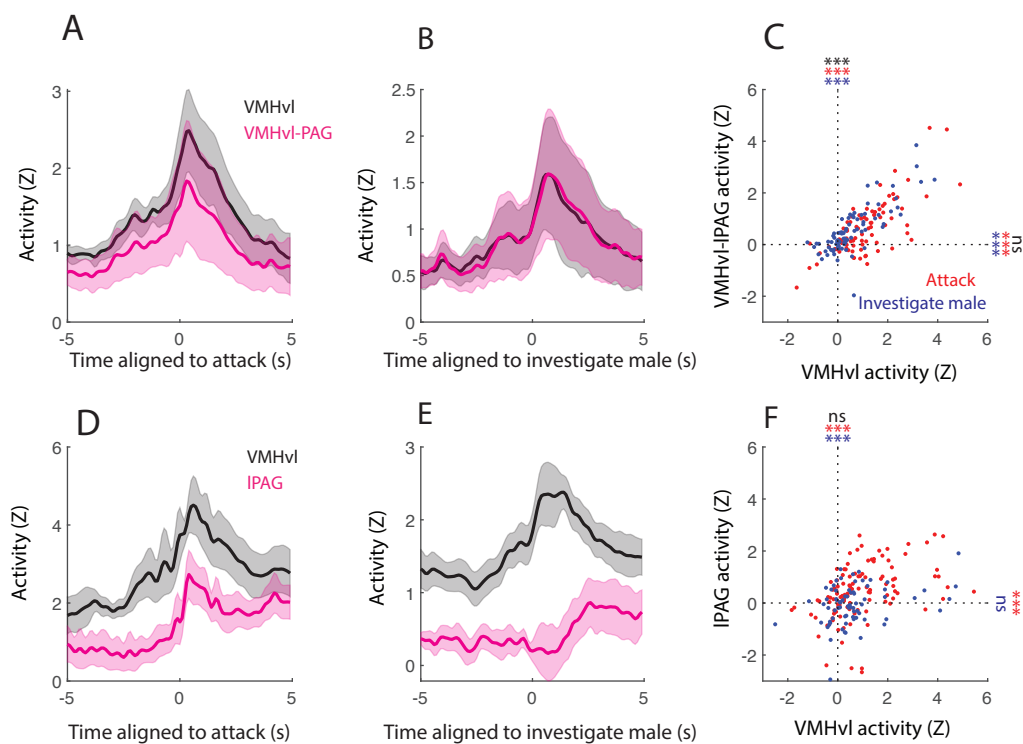 A
B
C
***
***
***
3
2
1
0
Activity (Z)
VMHvl
VMHvl-PAG
-5
0
5
Time aligned to attack (s)
2.5
2
1.5
1
0.5
0
Activity (Z)
-5
0
5
Time aligned to investigate male (s)
6
4
2
0
-2
VMHvl-lPAG activity (Z)
***
***
ns
Attack
Investigate male
-2
0
2
4
6
VMHvl activity (Z)
D
E
F
ns
***
***
6
4
2
0
Activity (Z)
VMHvl
lPAG
-5
0
5
Time aligned to attack (s)
3
2
1
0
Activity (Z)
-5
0
5
Time aligned to investigate male (s)
6
4
2
0
-2
lPAG activity (Z)
ns
***
-2
0
2
4
6
VMHvl activity (Z)